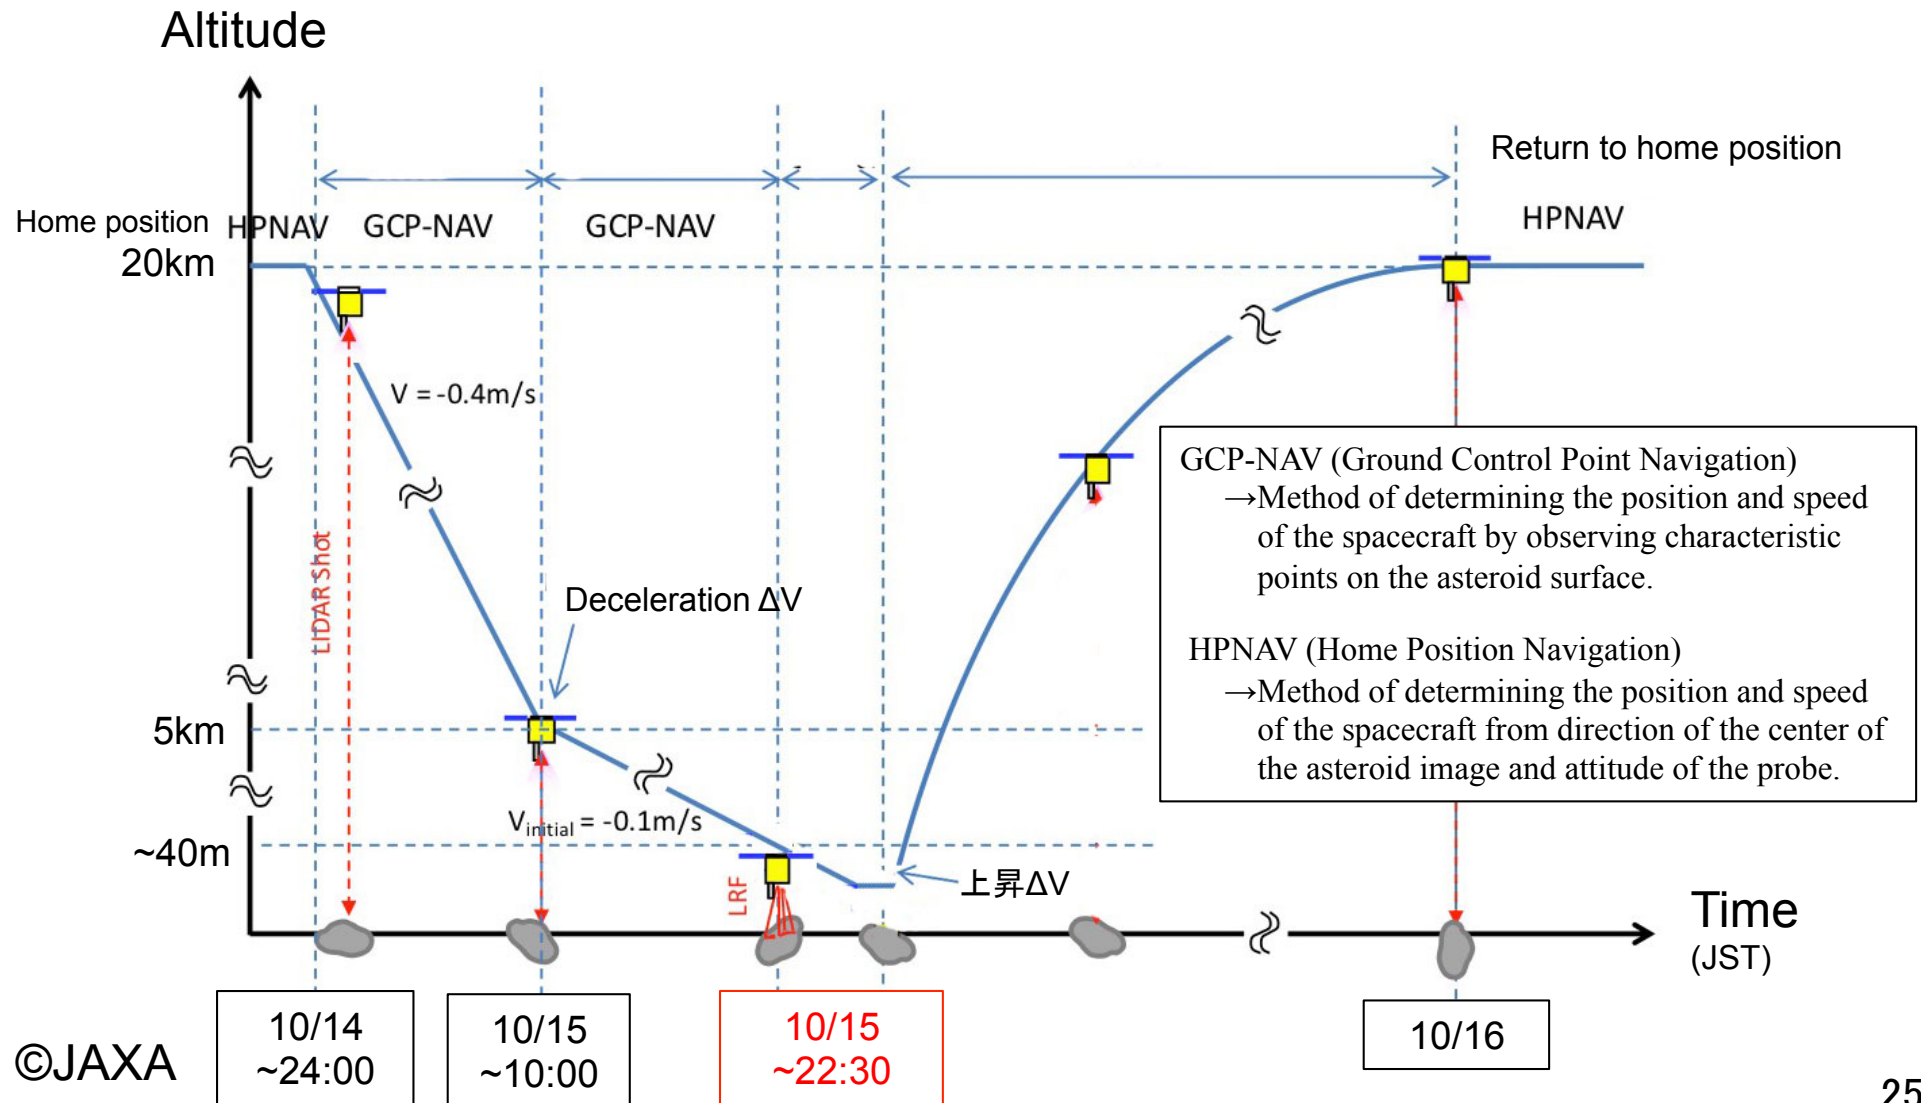 Altitude
Return to home position
Home position
HPNAV
GCP-NAV
GCP-NAV
HPNAV
20km
V = -0.4m/s
GCP-NAV (Ground Control Point Navigation)
→Method of determining the position and speed
of the spacecraft by observing characteristic
points on the asteroid surface.
HPNAV (Home Position Navigation)
→Method of determining the position and speed
of the spacecraft from direction of the center of
the asteroid image and attitude of the probe.
LIDAR Shot
Deceleration ΔV
5km
Vinitial = -0.1m/s
~40m
LRF
上昇ΔV
Time
(JST)
10/14
~24:00
10/15
~10:00
10/15
~22:30
10/16
©JAXA
25